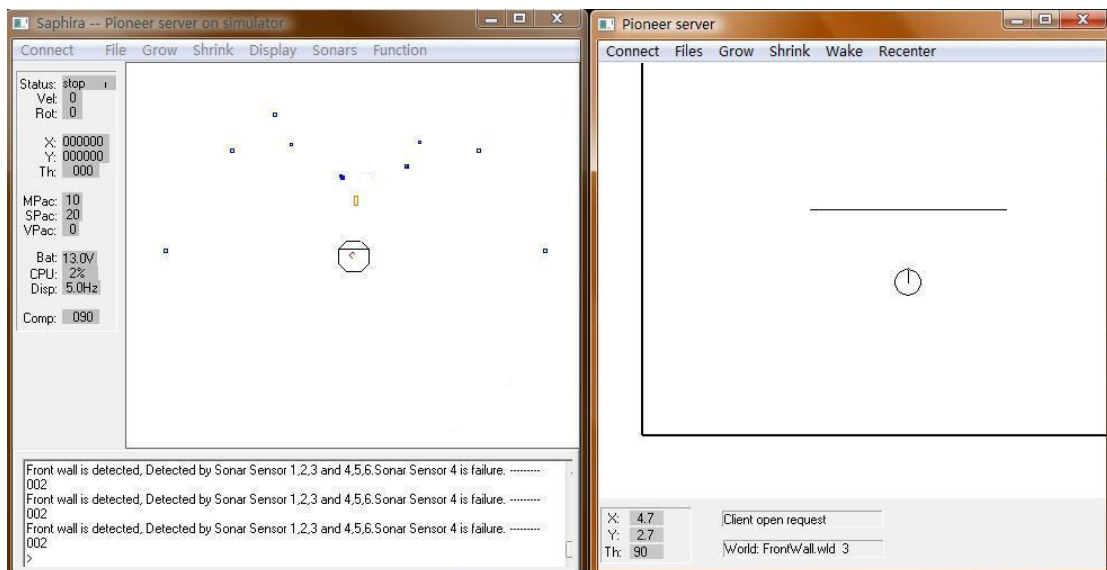 Saphira -- Pioneer server on simulator
Connect File Grow Shrink Display Sonars Function
Status: stop
Vel: 0
Rot: 0
X: 000000
Y: 000000
Th: 000
MPac: 10
SPac: 20
VPac: 0
Bat: 13.0V
CPU: 2%
Disp: 5.0Hz
Comp: 090
Front wall is detected, Detected by Sonar Sensor 1,2,3 and 4,5,6.Sonar Sensor 4 is failure. ---------
002
Front wall is detected, Detected by Sonar Sensor 1,2,3 and 4,5,6.Sonar Sensor 4 is failure. ---------
002
Front wall is detected, Detected by Sonar Sensor 1,2,3 and 4,5,6.Sonar Sensor 4 is failure. ---------
002
>
Pioneer server
Connect Files Grow Shrink Wake Recenter
X: 4.7
Y: 2.7
Th: 90
Client open request
World: FrontWall.wld 3